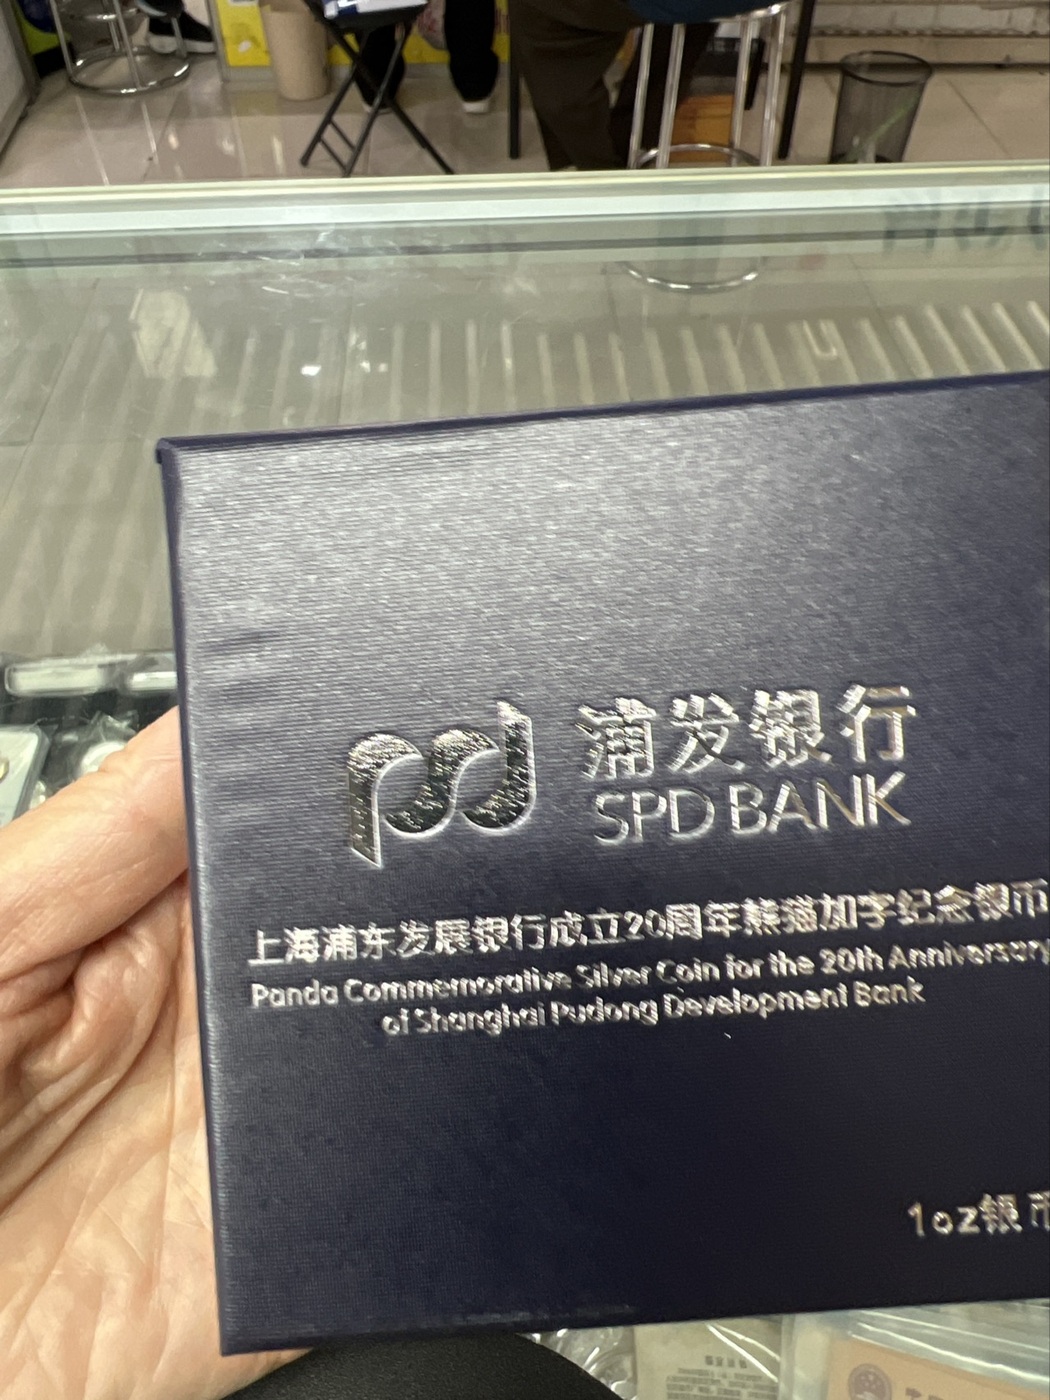 浦发银行
SPD BANK
上海浦东发展银行成立20周年熊猫加字纪念银币
Panda Commemorative Silver Coin for the 20th Anniversary
of Shanghai Pudong Development Bank
1oz银币